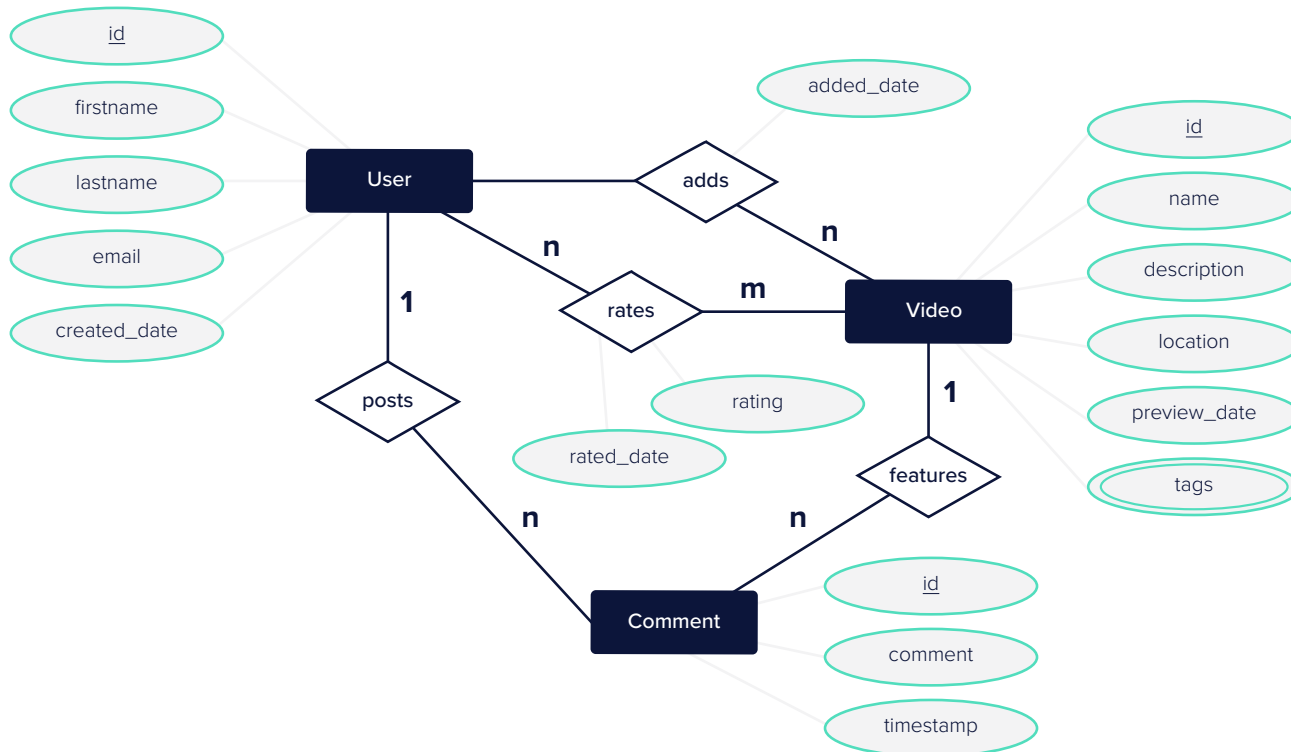 id
firstname
lastname
email
created_date
User
adds
added_date
n
n
rates
m
rating
rated_date
1
posts
n
Video
id
name
description
location
preview_date
tags
1
features
n
Comment
id
comment
timestamp